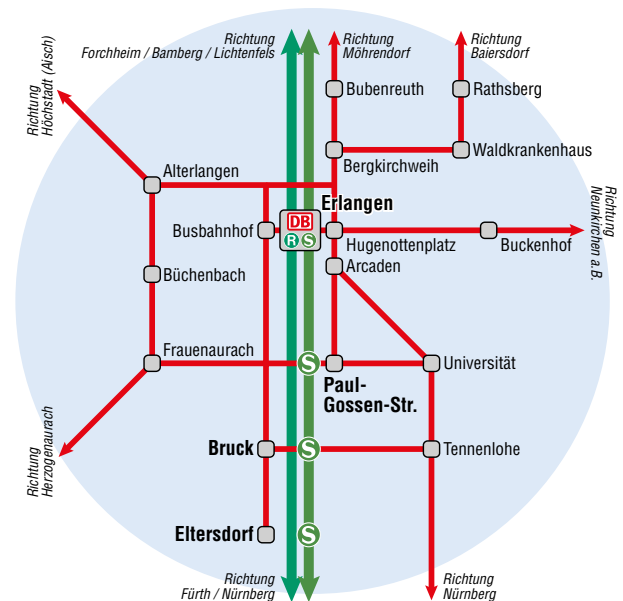 Richtung
Forchheim / Bamberg / Lichtenfels
Richtung
Möhrendorf
Richtung
Baiersdorf
Richtung
Höchstadt (Aisch)
Bubenreuth
Rathsberg
Bergkirchweih
Waldkrankenhaus
Alterlangen
Erlangen
DB
R S
Busbahnhof
Hugenottenplatz
Buckenhof
Richtung
Neunkirchen a.B.
Arcaden
Büchenbach
Frauenaurach
S
Universität
Paul-
Gossen-Str.
Richtung
Herzogenaurach
Bruck
S
Tennenlohe
Eltersdorf
S
Richtung
Fürth / Nürnberg
Richtung
Nürnberg